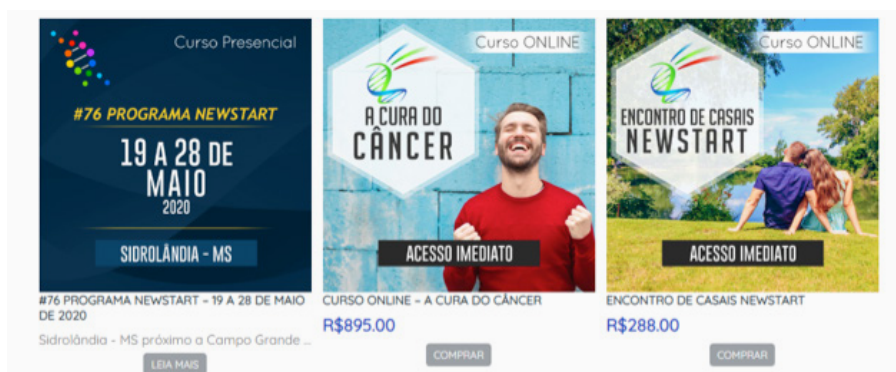 Curso Presencial
#76 PROGRAMA NEWSTART
19 A 28 DE
MAIO
2020
SIDROLÂNDIA - MS
#76 PROGRAMA NEWSTART – 19 A 28 DE MAIO
DE 2020
Sidrolândia - MS próximo a Campo Grande ...
LEIA MAIS
Curso ONLINE
A CURA DO
CÂNCER
ACESSO IMEDIATO
CURSO ONLINE – A CURA DO CÂNCER
R$895.00
COMPRAR
Curso ONLINE
ENCONTRO DE CASAIS
NEWSTART
ACESSO IMEDIATO
ENCONTRO DE CASAIS NEWSTART
R$288.00
COMPRAR